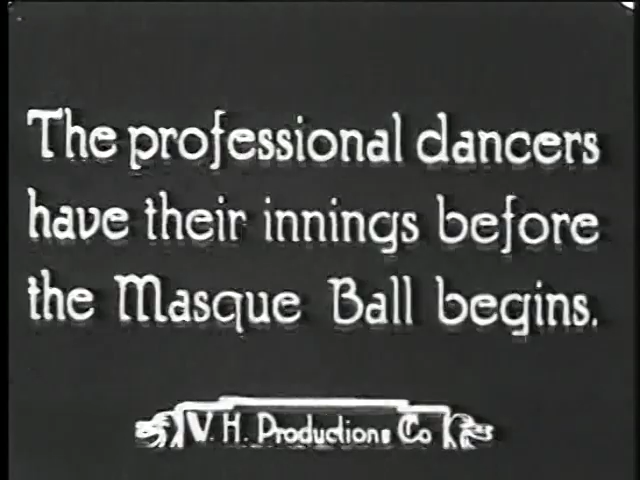 The professional dancers
have their innings before
the Masque Ball begins.
V. H. Productions Co